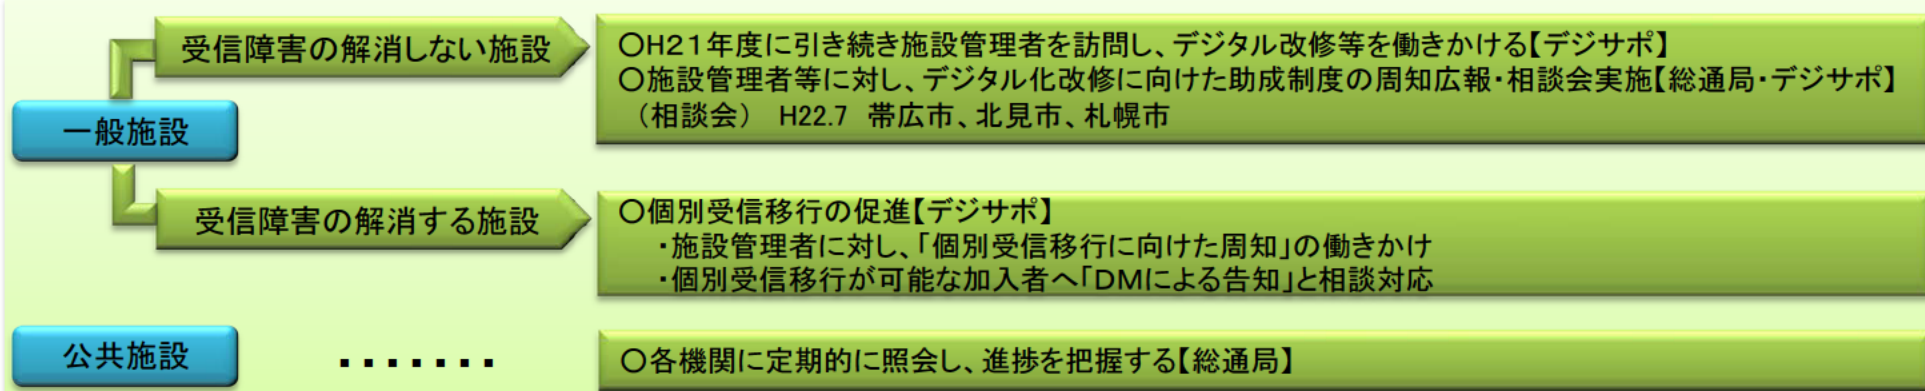 受信障害の解消しない施設
〇H21年度に引き続き施設管理者を訪問し、デジタル改修等を働きかける【デジサポ】
〇施設管理者等に対し、デジタル化改修に向けた助成制度の周知広報・相談会実施【総通局・デジサポ】
（相談会）　H22.7　帯広市、北見市、札幌市
一般施設
受信障害の解消する施設
〇個別受信移行の促進【デジサポ】
・施設管理者に対し、「個別受信移行に向けた周知」の働きかけ
・個別受信移行が可能な加入者へ「DMによる告知」と相談対応
公共施設
・・・・・・・
〇各機関に定期的に照会し、進捗を把握する【総通局】